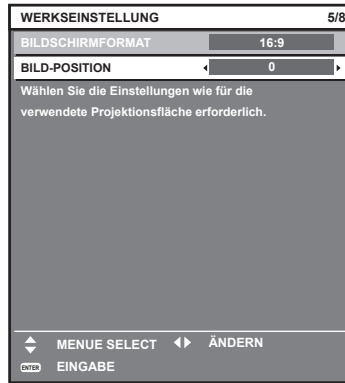 WERKSEINSTELLUNG 5/8
BILDSCHIRMFORMAT 16:9
BILD-POSITION 0
Wählen Sie die Einstellungen wie für die
verwendete Projektionsfläche erforderlich.
MENUE SELECT ÄNDERN
ENTER EINGABE